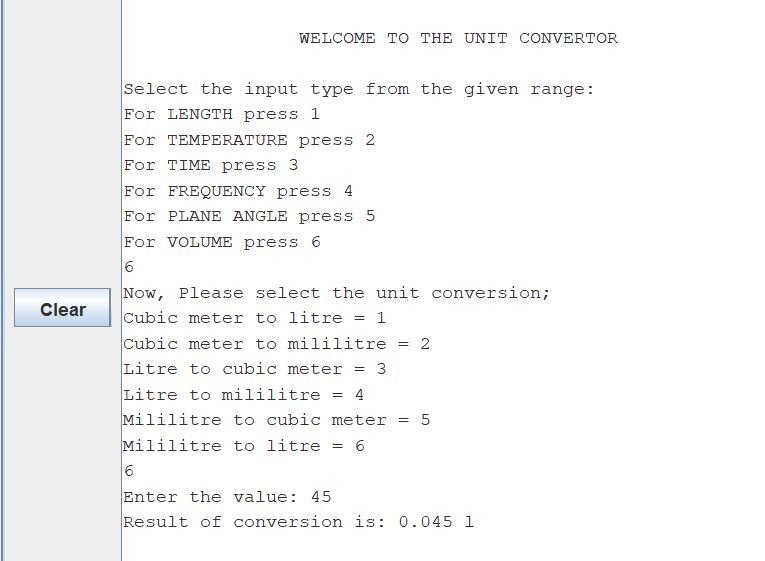 WELCOME TO THE UNIT CONVERTOR
Select the input type from the given range:
For LENGTH press 1
For TEMPERATURE press 2
For TIME press 3
For FREQUENCY press 4
For PLANE ANGLE press 5
For VOLUME press 6
6
Now, Please select the unit conversion;
Cubic meter to litre = 1
Cubic meter to mililitre = 2
Litre to cubic meter = 3
Litre to mililitre = 4
Mililitre to cubic meter = 5
Mililitre to litre = 6
6
Enter the value: 45
Result of conversion is: 0.045 l
Clear